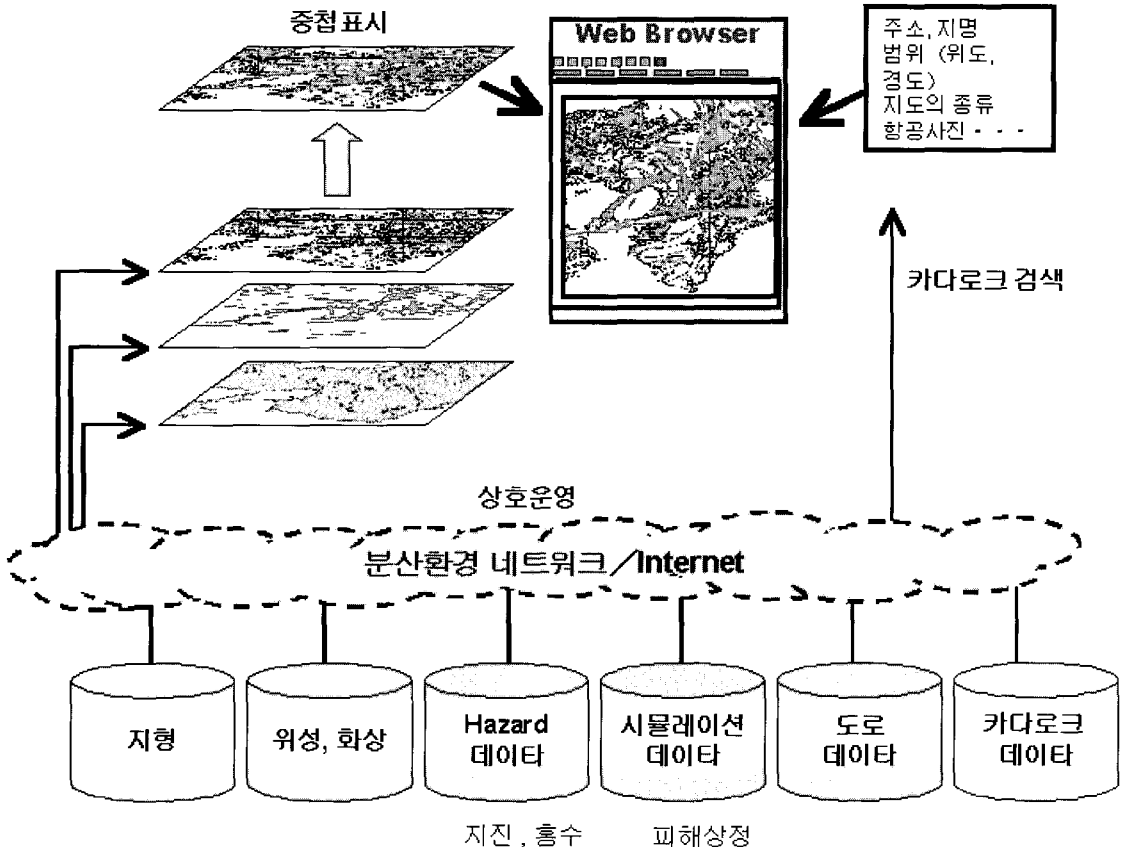 중첩표시
Web Browser
주소, 지명
범위 (위도,
경도)
지도의 종류
항공사진 - - -
카다로크 검색
상호운영
분산환경 네트워크/Internet
지형
위성, 화상
Hazard
데이타
시뮬레이션
데이타
도로
데이타
카다로크
데이타
지진, 홍수
피해상정